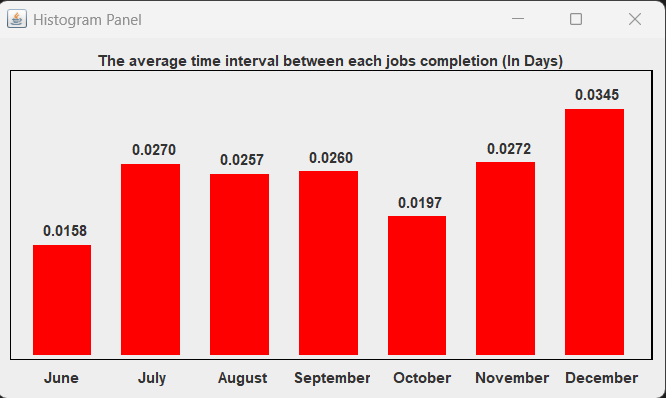 Histogram Panel
The average time interval between each jobs completion (In Days)
0.0158
0.0270
0.0257
0.0260
0.0197
0.0272
0.0345
June July August September October November December